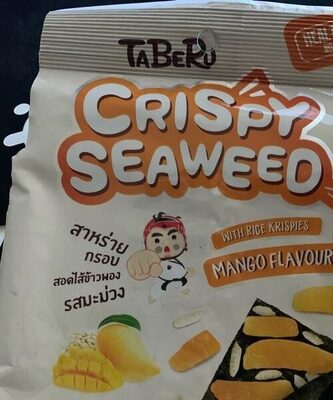 TABERU
CRISPY
SEAWEED
WITH RICE KRISPIES
MANGO FLAVOUR
สาหร่าย
กรอบ
สอดไส้ข้าวพอง
รสมะม่วง